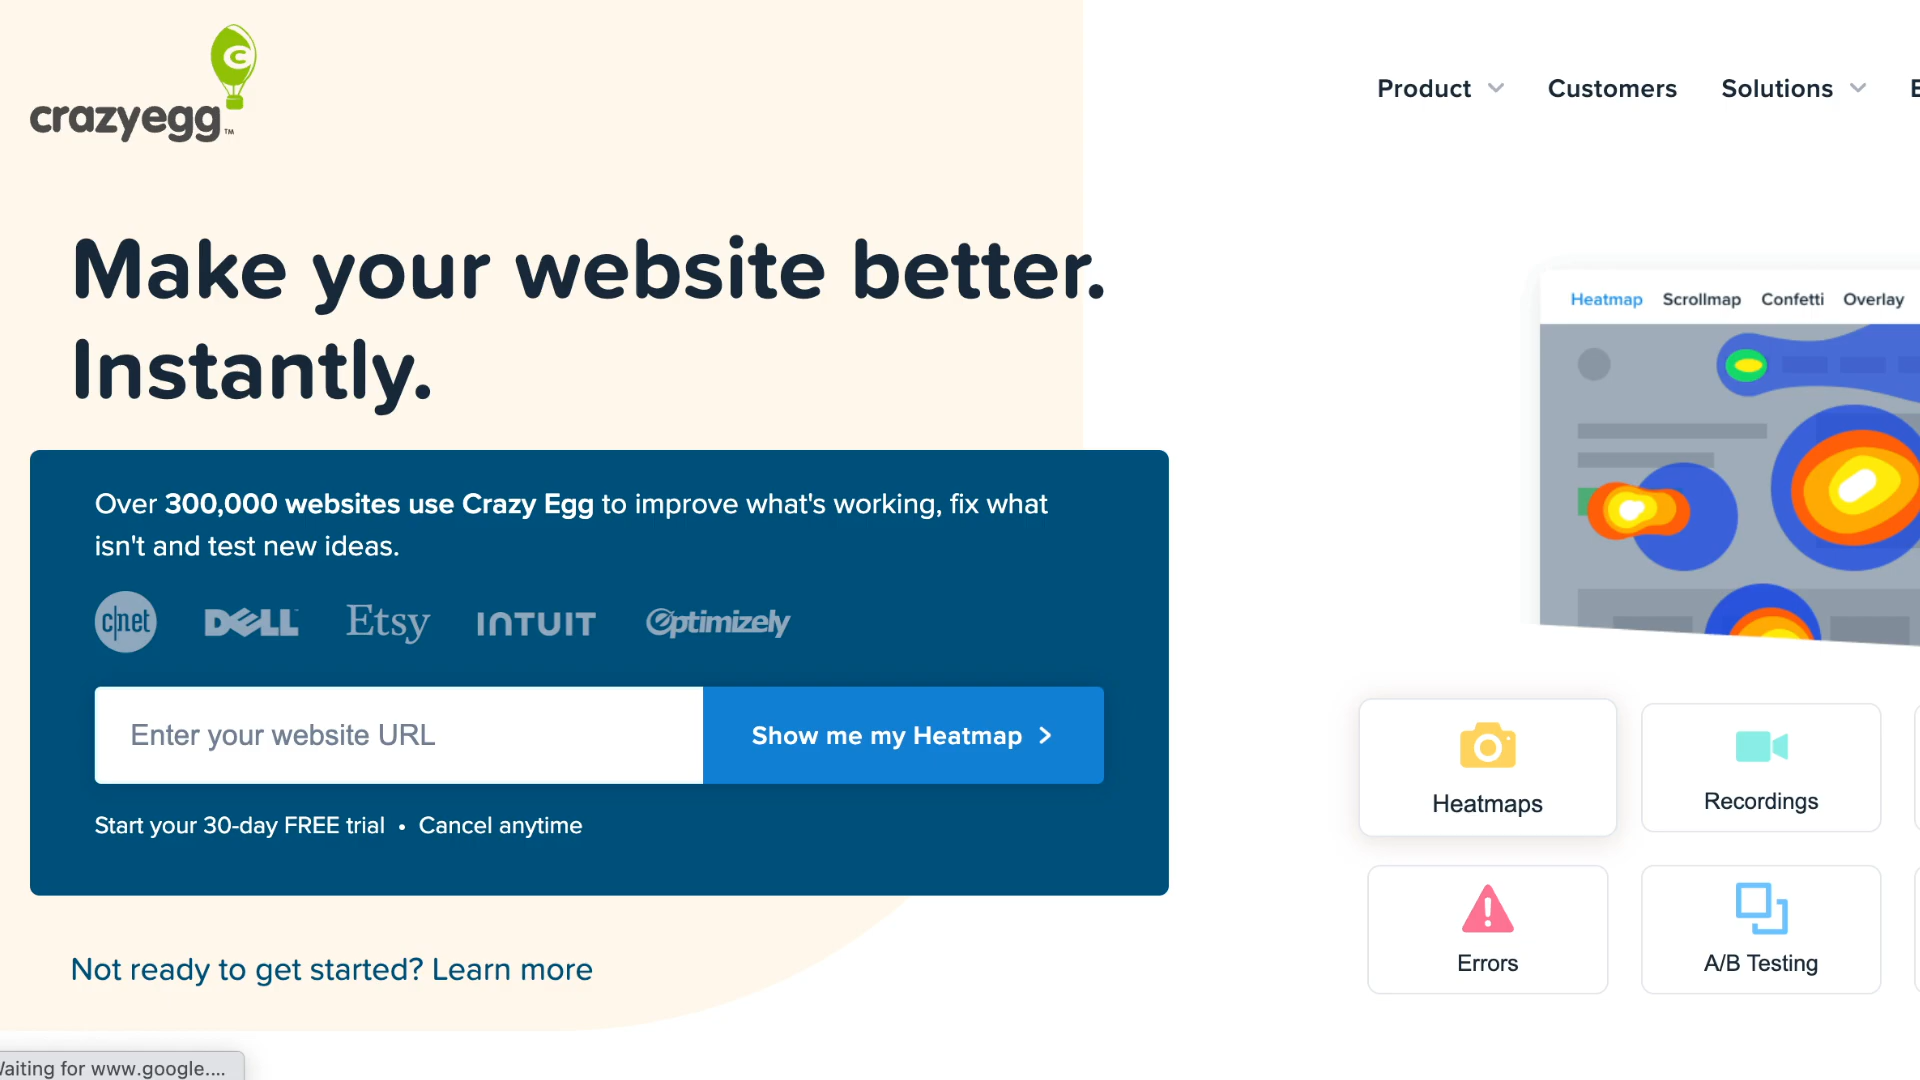 crazyegg™
Product
Customers
Solutions
Make your website better.
Instantly.
Heatmap
Scrollmap
Confetti
Overlay
Over 300,000 websites use Crazy Egg to improve what's working, fix what
isn't and test new ideas.
c|net
DELL
Etsy
INTUIT
Optimizely
Enter your website URL
Show me my Heatmap
Start your 30-day FREE trial • Cancel anytime
Heatmaps
Recordings
Errors
A/B Testing
Not ready to get started? Learn more
for www.google....